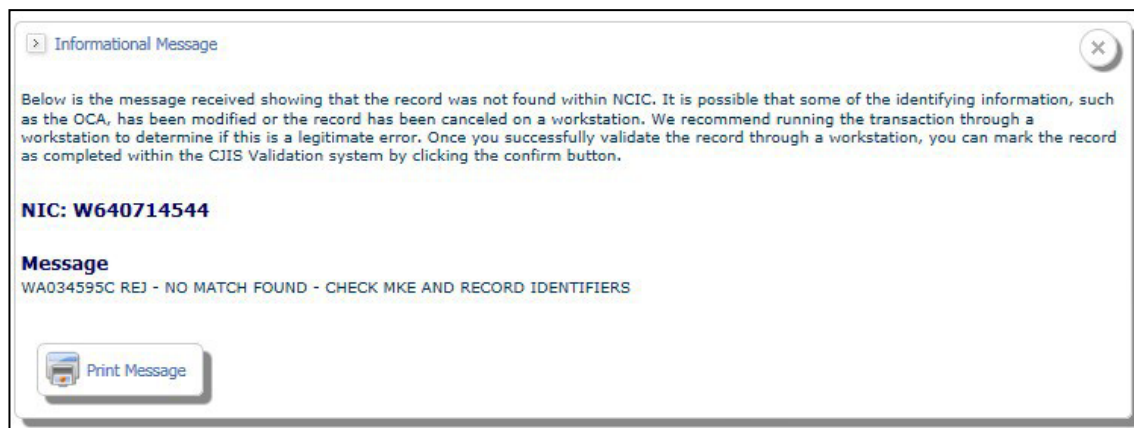 Informational Message
Below is the message received showing that the record was not found within NCIC. It is possible that some of the identifying information, such
as the OCA, has been modified or the record has been canceled on a workstation. We recommend running the transaction through a
workstation to determine if this is a legitimate error. Once you successfully validate the record through a workstation, you can mark the record
as completed within the CJIS Validation system by clicking the confirm button.
NIC: W640714544
Message
WA034595C REJ - NO MATCH FOUND - CHECK MKE AND RECORD IDENTIFIERS
Print Message